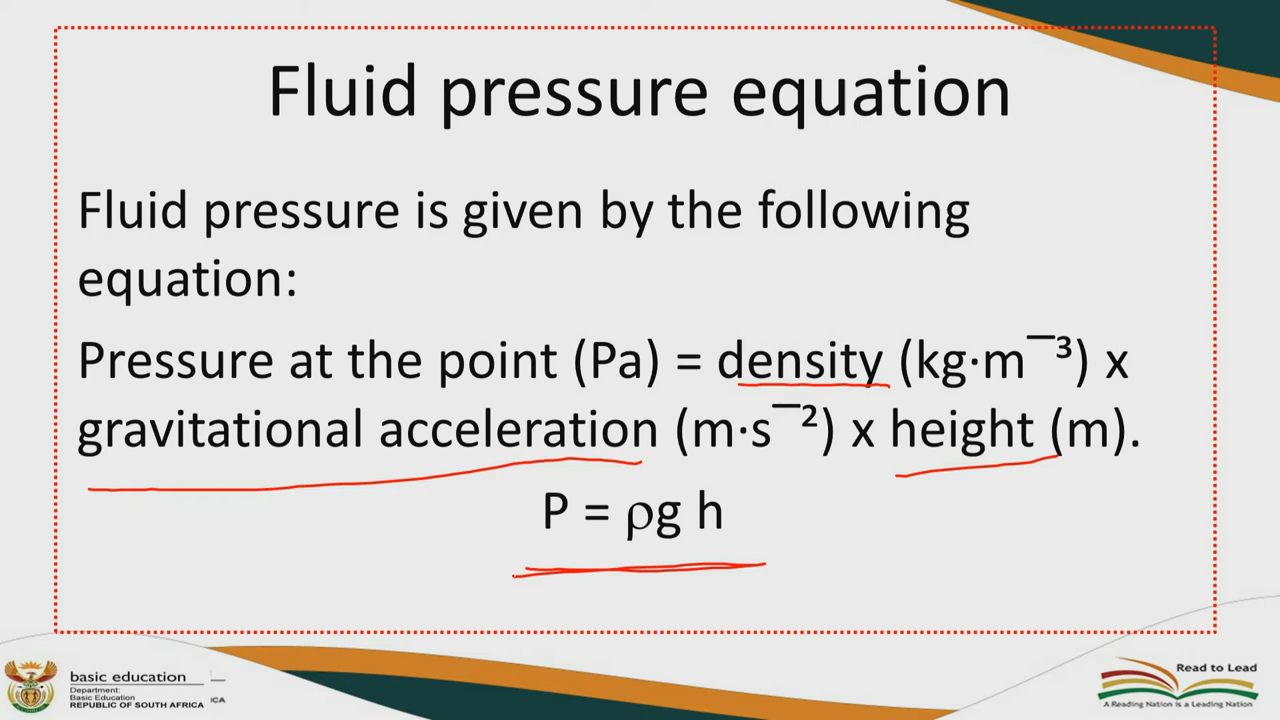 Fluid pressure equation
Fluid pressure is given by the following
equation:
Pressure at the point (Pa) = density (kg·m¯³) x
gravitational acceleration (m·s¯²) x height (m).
P = ρg h
basic education
Department:
Basic Education
REPUBLIC OF SOUTH AFRICA
ICA
Read to Lead
A Reading Nation is a Leading Nation